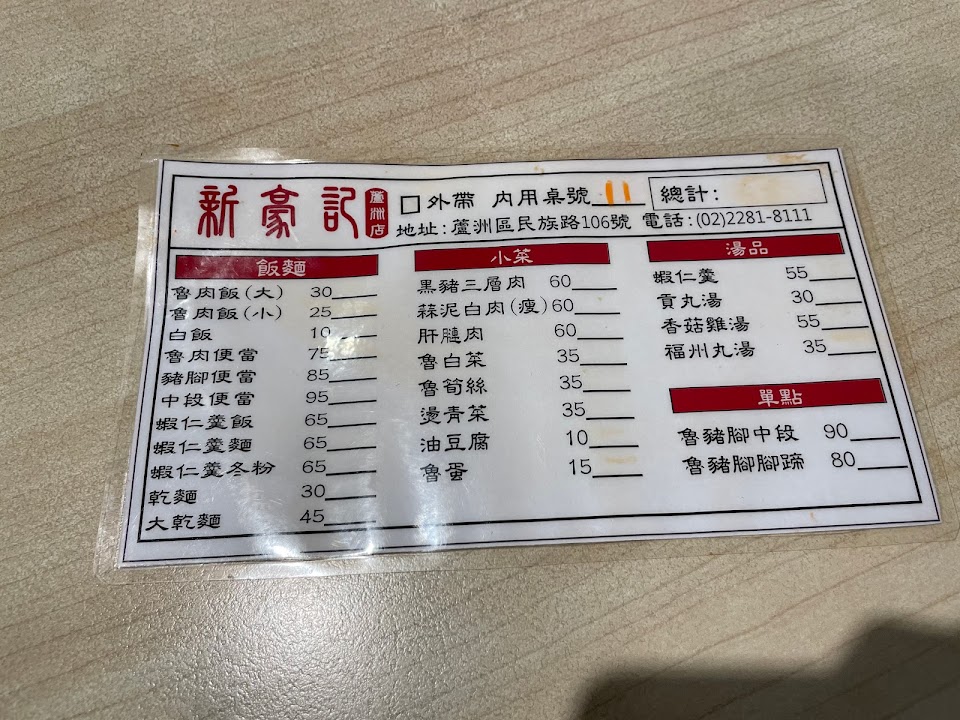 新豪記 蘆洲店
□外帶 內用桌號 11
總計:
地址:蘆洲區民族路106號 電話:(02)2281-8111
飯麵
魯肉飯(大) 30
魯肉飯(小) 25
白飯 10
魯肉便當 75
豬腳便當 85
中段便當 95
蝦仁羹飯 65
蝦仁羹麵 65
蝦仁羹冬粉 65
乾麵 30
大乾麵 45
小菜
黑豬三層肉 60
蒜泥白肉(瘦) 60
肝膢肉 60
魯白菜 35
魯筍絲 35
燙青菜 35
油豆腐 10
魯蛋 15
湯品
蝦仁羹 55
貢丸湯 30
香菇雞湯 55
福州丸湯 35
單點
魯豬腳中段 90
魯豬腳腳蹄 80